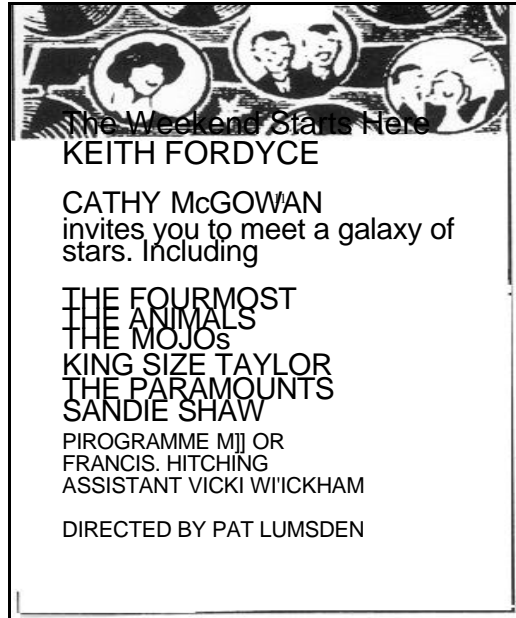 The Weekend Starts Here
KEITH FORDYCE
CATHY McGOWAN
invites you to meet a galaxy of
stars. Including
THE FOURMOST
THE ANIMALS
THE MOJOs
KING SIZE TAYLOR
THE PARAMOUNTS
SANDIE SHAW
PIROGRAMME M]] OR
FRANCIS. HITCHING
ASSISTANT VICKI WI'ICKHAM
DIRECTED BY PAT LUMSDEN